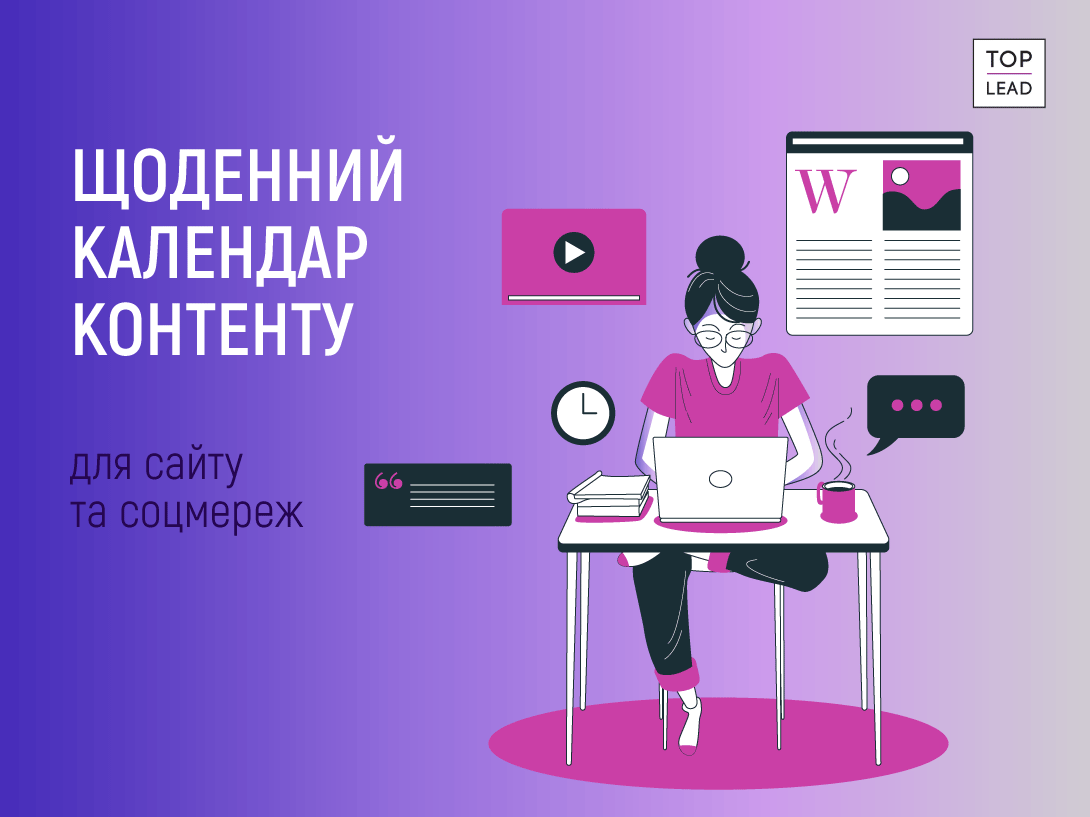 TOP
LEAD
ЩОДЕННИЙ
КАЛЕНДАР
КОНТЕНТУ
W
для сайту
та соцмереж